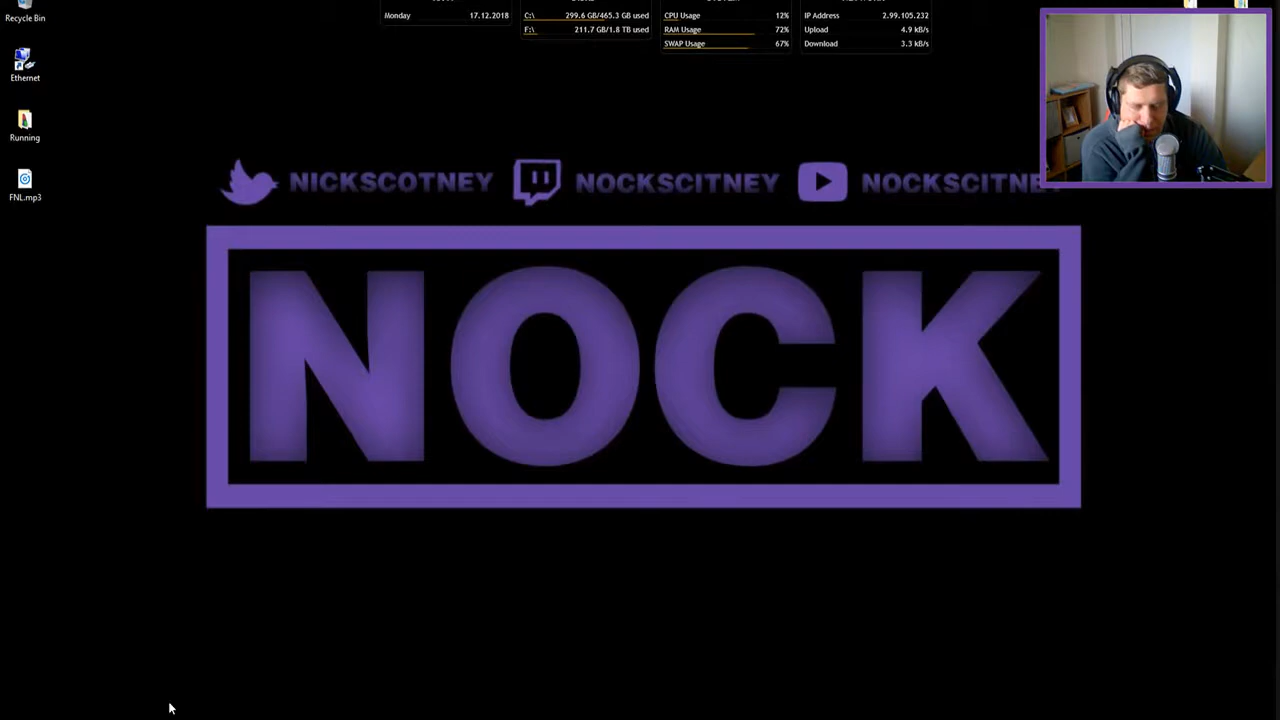 Recycle Bin
Ethernet
Running
FNL.mp3
Monday 17.12.2018
C:\ 299.6 GB/465.3 GB used
F:\ 211.7 GB/1.8 TB used
CPU Usage 12%
RAM Usage 72%
SWAP Usage 67%
IP Address 2.99.105.232
Upload 4.9 kB/s
Download 3.3 kB/s
NICKSCOTNEY NOCKSCITNEY NOCKSCITNEY
NOCK